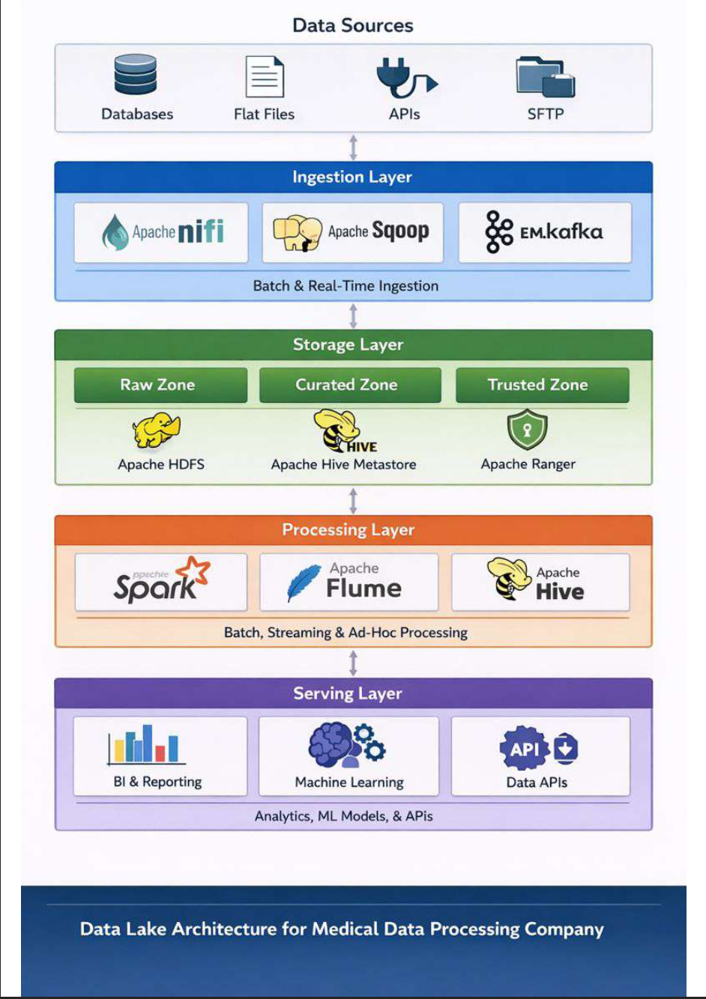 Data Sources
Databases
Flat Files
APIs
SFTP
Ingestion Layer
Apache nifi
Apache Sqoop
EM.kafka
Batch & Real-Time Ingestion
Storage Layer
Raw Zone
Curated Zone
Trusted Zone
HIVE
Apache HDFS
Apache Hive Metastore
Apache Ranger
Processing Layer
ppechie
Spark
Apache
Flume
Apache
Hive
Batch, Streaming & Ad-Hoc Processing
Serving Layer
API
BI & Reporting
Machine Learning
Data APIs
Analytics, ML Models, & APis
Data Lake Architecture for Medical Data Processing Company